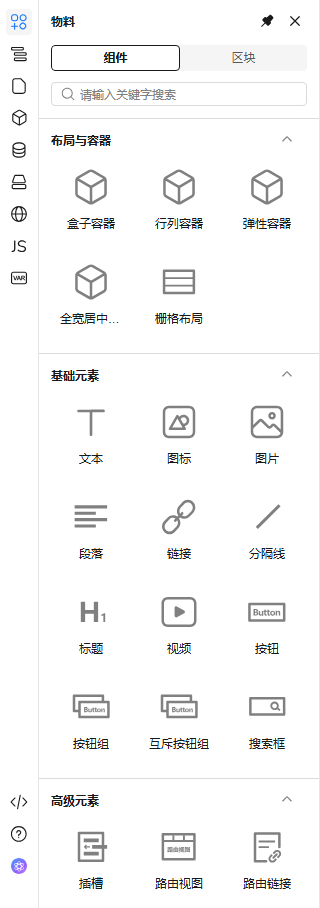 物料
组件 区块
请输入关键字搜索
布局与容器
盒子容器 行列容器 弹性容器
全宽居中... 栅格布局
基础元素
文本 图标 图片
段落 链接 分隔线
H1
标题 视频 Button
按钮
Button Button
按钮组 互斥按钮组 搜索框
高级元素
路由视图
插槽 路由视图 路由链接
JS
VAR